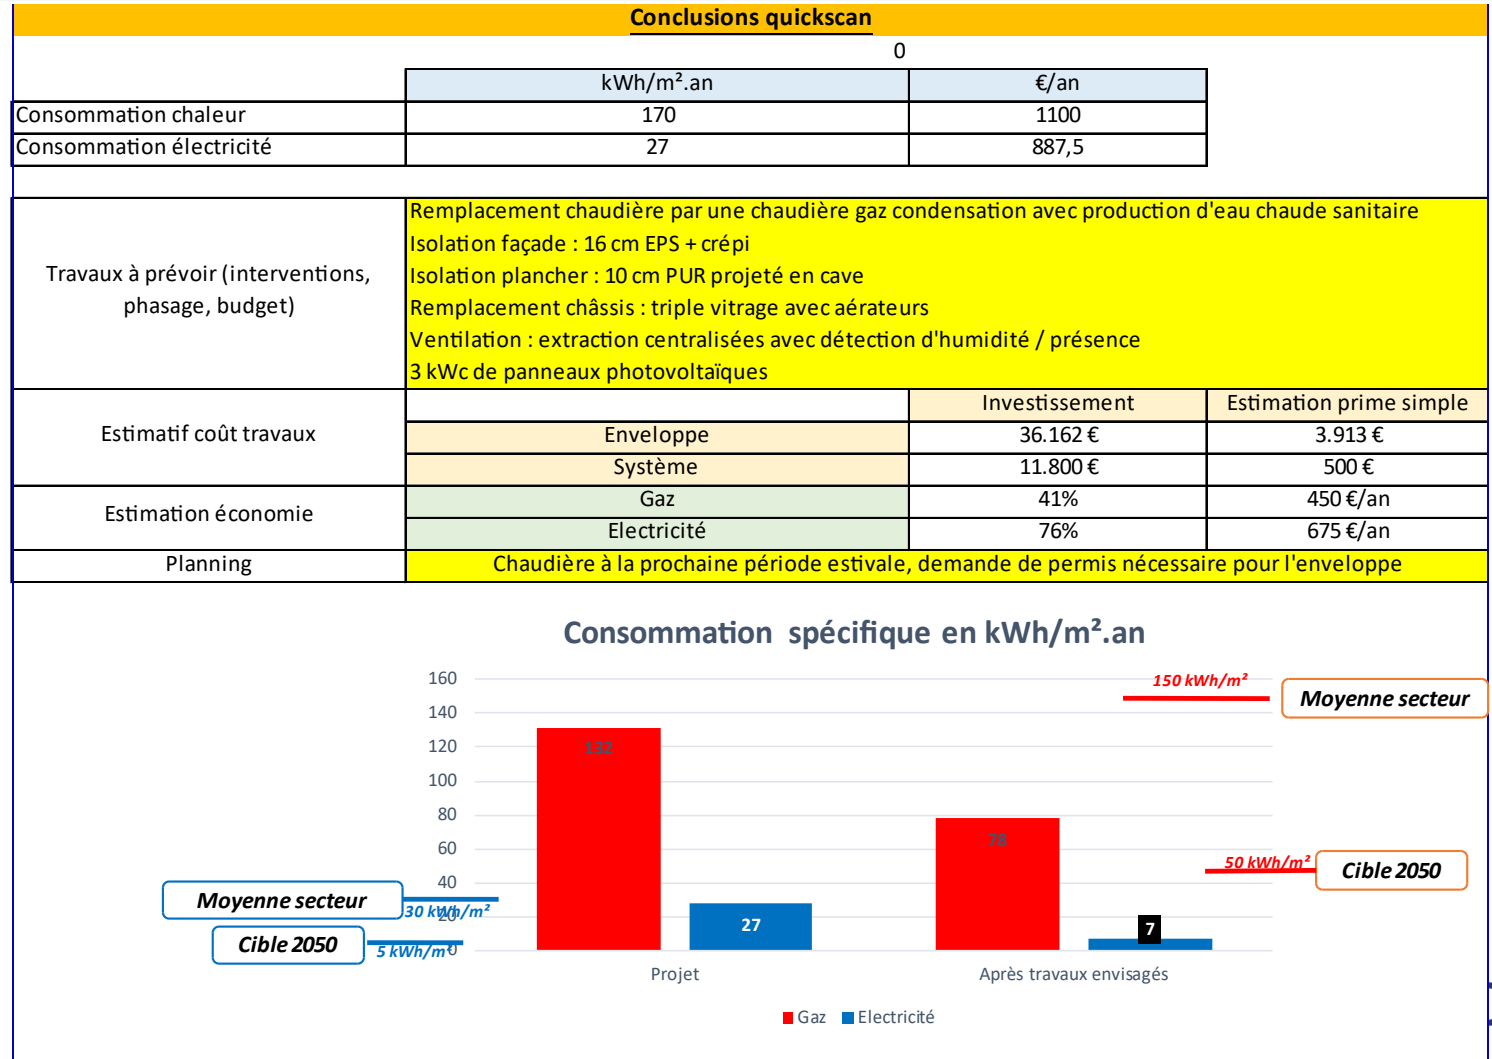 Conclusions quickscan
0
kWh/m².an €/an
Consommation chaleur 170 1100
Consommation électricité 27 887,5
Travaux à prévoir (interventions,
phasage, budget)
Remplacement chaudière par une chaudière gaz condensation avec production d'eau chaude sanitaire
Isolation façade : 16 cm EPS + crépi
Isolation plancher : 10 cm PUR projeté en cave
Remplacement châssis : triple vitrage avec aérateurs
Ventilation : extraction centralisées avec détection d'humidité / présence
3 kWc de panneaux photovoltaïques
Estimatif coût travaux
Investissement Estimation prime simple
Enveloppe 36.162 € 3.913 €
Système 11.800 € 500 €
Estimation économie
Gaz 41% 450 €/an
Electricité 76% 675 €/an
Planning Chaudière à la prochaine période estivale, demande de permis nécessaire pour l'enveloppe
Consommation spécifique en kWh/m².an
160
140
120
100
80
60
40
20
0
150 kWh/m²
Moyenne secteur
50 kWh/m²
Cible 2050
Moyenne secteur
30 kWh/m²
Cible 2050
5 kWh/m²
132
27
78
7
Projet Après travaux envisagés
Gaz Electricité